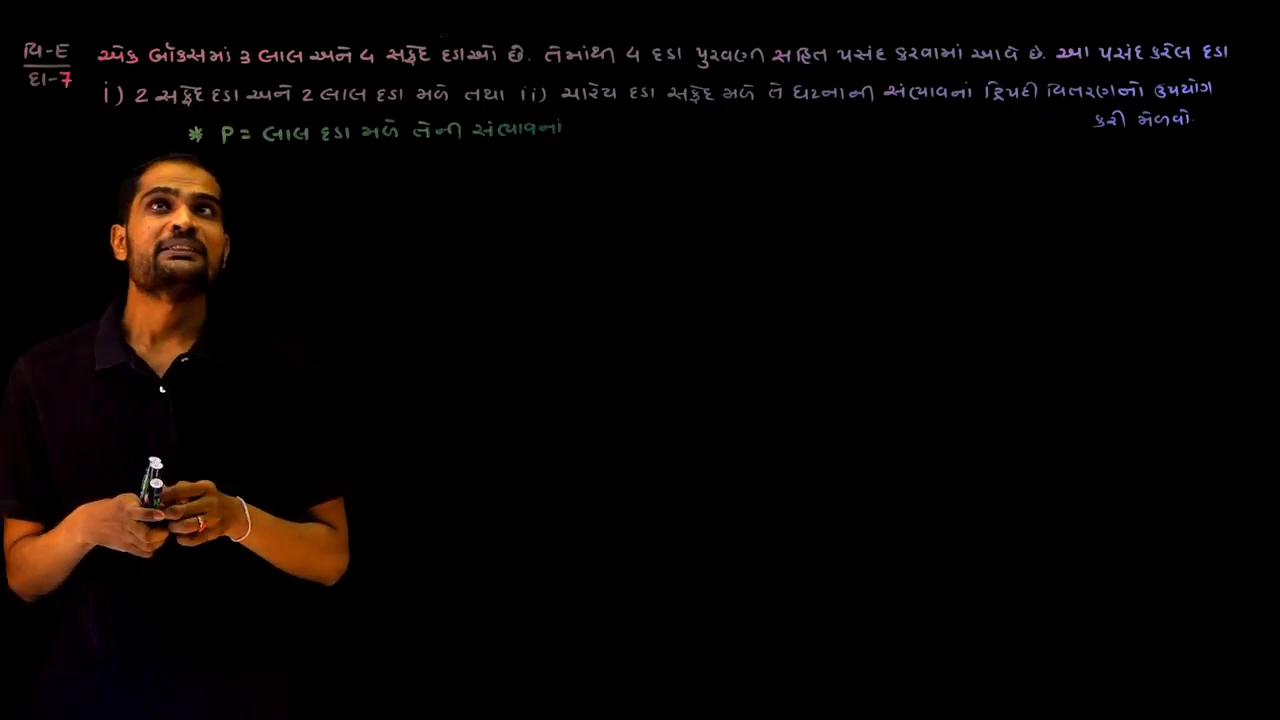 વિ-E
દા-7
એક બૉક્સમાં 3 લાલ અને 4 સફેદ દડાઓ છે. તેમાંથી 4 દડા પુરવણી સહિત પસંદ કરવામાં આવે છે. આ પસંદ કરેલ દડા
i) 2 સફેદ દડા અને 2 લાલ દડા મળે તથા ii) ચારેય દડા સફેદ મળે તે ઘટનાની સંભાવનાં દ્વિપદી વિતરણનો ઉપયોગ
કરી મેળવો.
* P = લાલ દડા મળે તેની સંભાવનાં